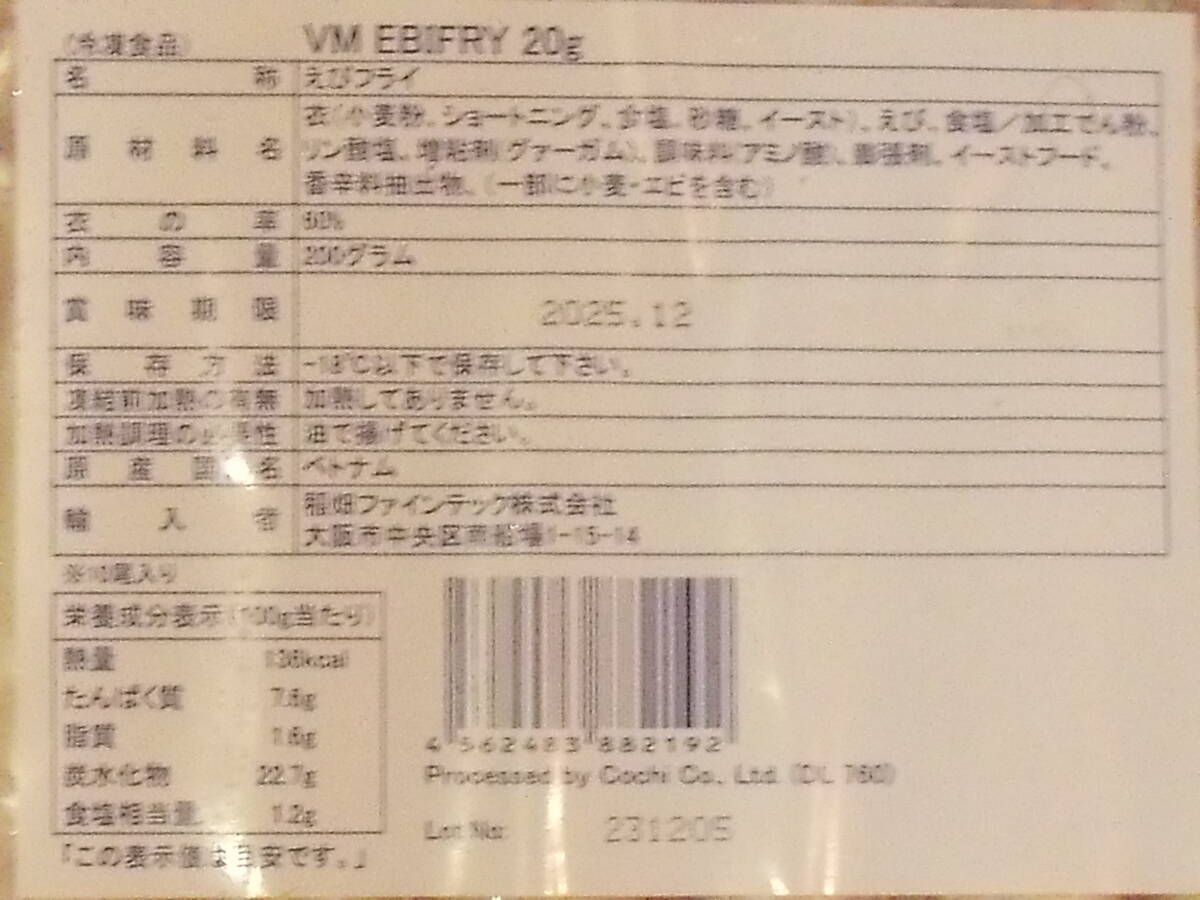 (冷凍食品) VM EBIFRY 20g
名称 えびフライ
原材料名 衣(小麦粉、ショートニング、食塩、砂糖、イースト)、えび、食塩/加工でん粉、
リン酸塩、増粘剤(グァーガム)、調味料(アミノ酸)、膨張剤、イーストフード、
香辛料抽出物、(一部に小麦・エビを含む)
衣の率 60%
内容量 200グラム
賞味期限 2025.12
保存方法 -18℃以下で保存して下さい。
凍結前加熱の有無 加熱してありません。
加熱調理の必要性 油で揚げてください。
原産国名 ベトナム
輸入者 稲畑ファインテック株式会社
大阪市中央区南船場1-15-14
※10尾入り
栄養成分表示(100g当たり)
熱量 136kcal
たんぱく質
脂質
炭水化物 22.7g
食塩相当量 1.2g
「この表示値は目安です。」
4 562483 882192
Processed by Cochi Co., Ltd. (DL 760)
Lot No: 231205